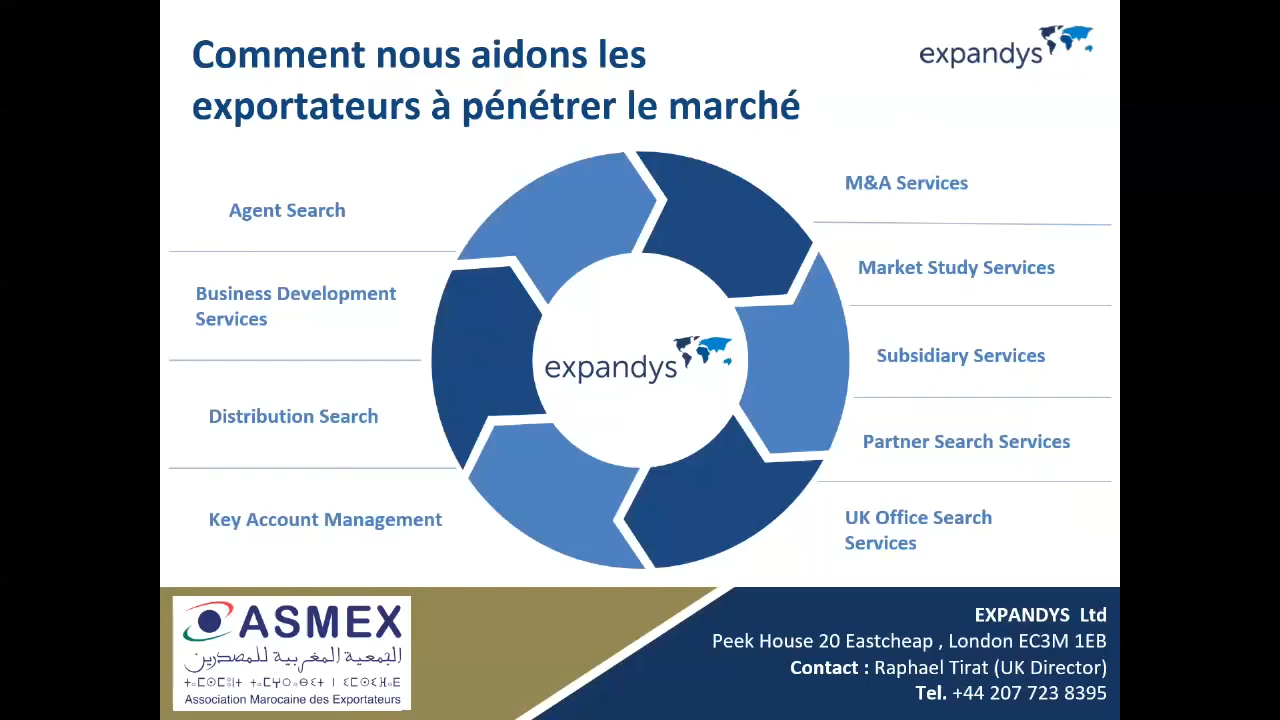 Comment nous aidons les
exportateurs à pénétrer le marché
expandys
Agent Search
Business Development
Services
Distribution Search
Key Account Management
expandys
M&A Services
Market Study Services
Subsidiary Services
Partner Search Services
UK Office Search
Services
ASMEX
الجمعية المغربية للمصدرين
Association Marocaine des Exportateurs
EXPANDYS Ltd
Peek House 20 Eastcheap , London EC3M 1EB
Contact : Raphael Tirat (UK Director)
Tel. +44 207 723 8395